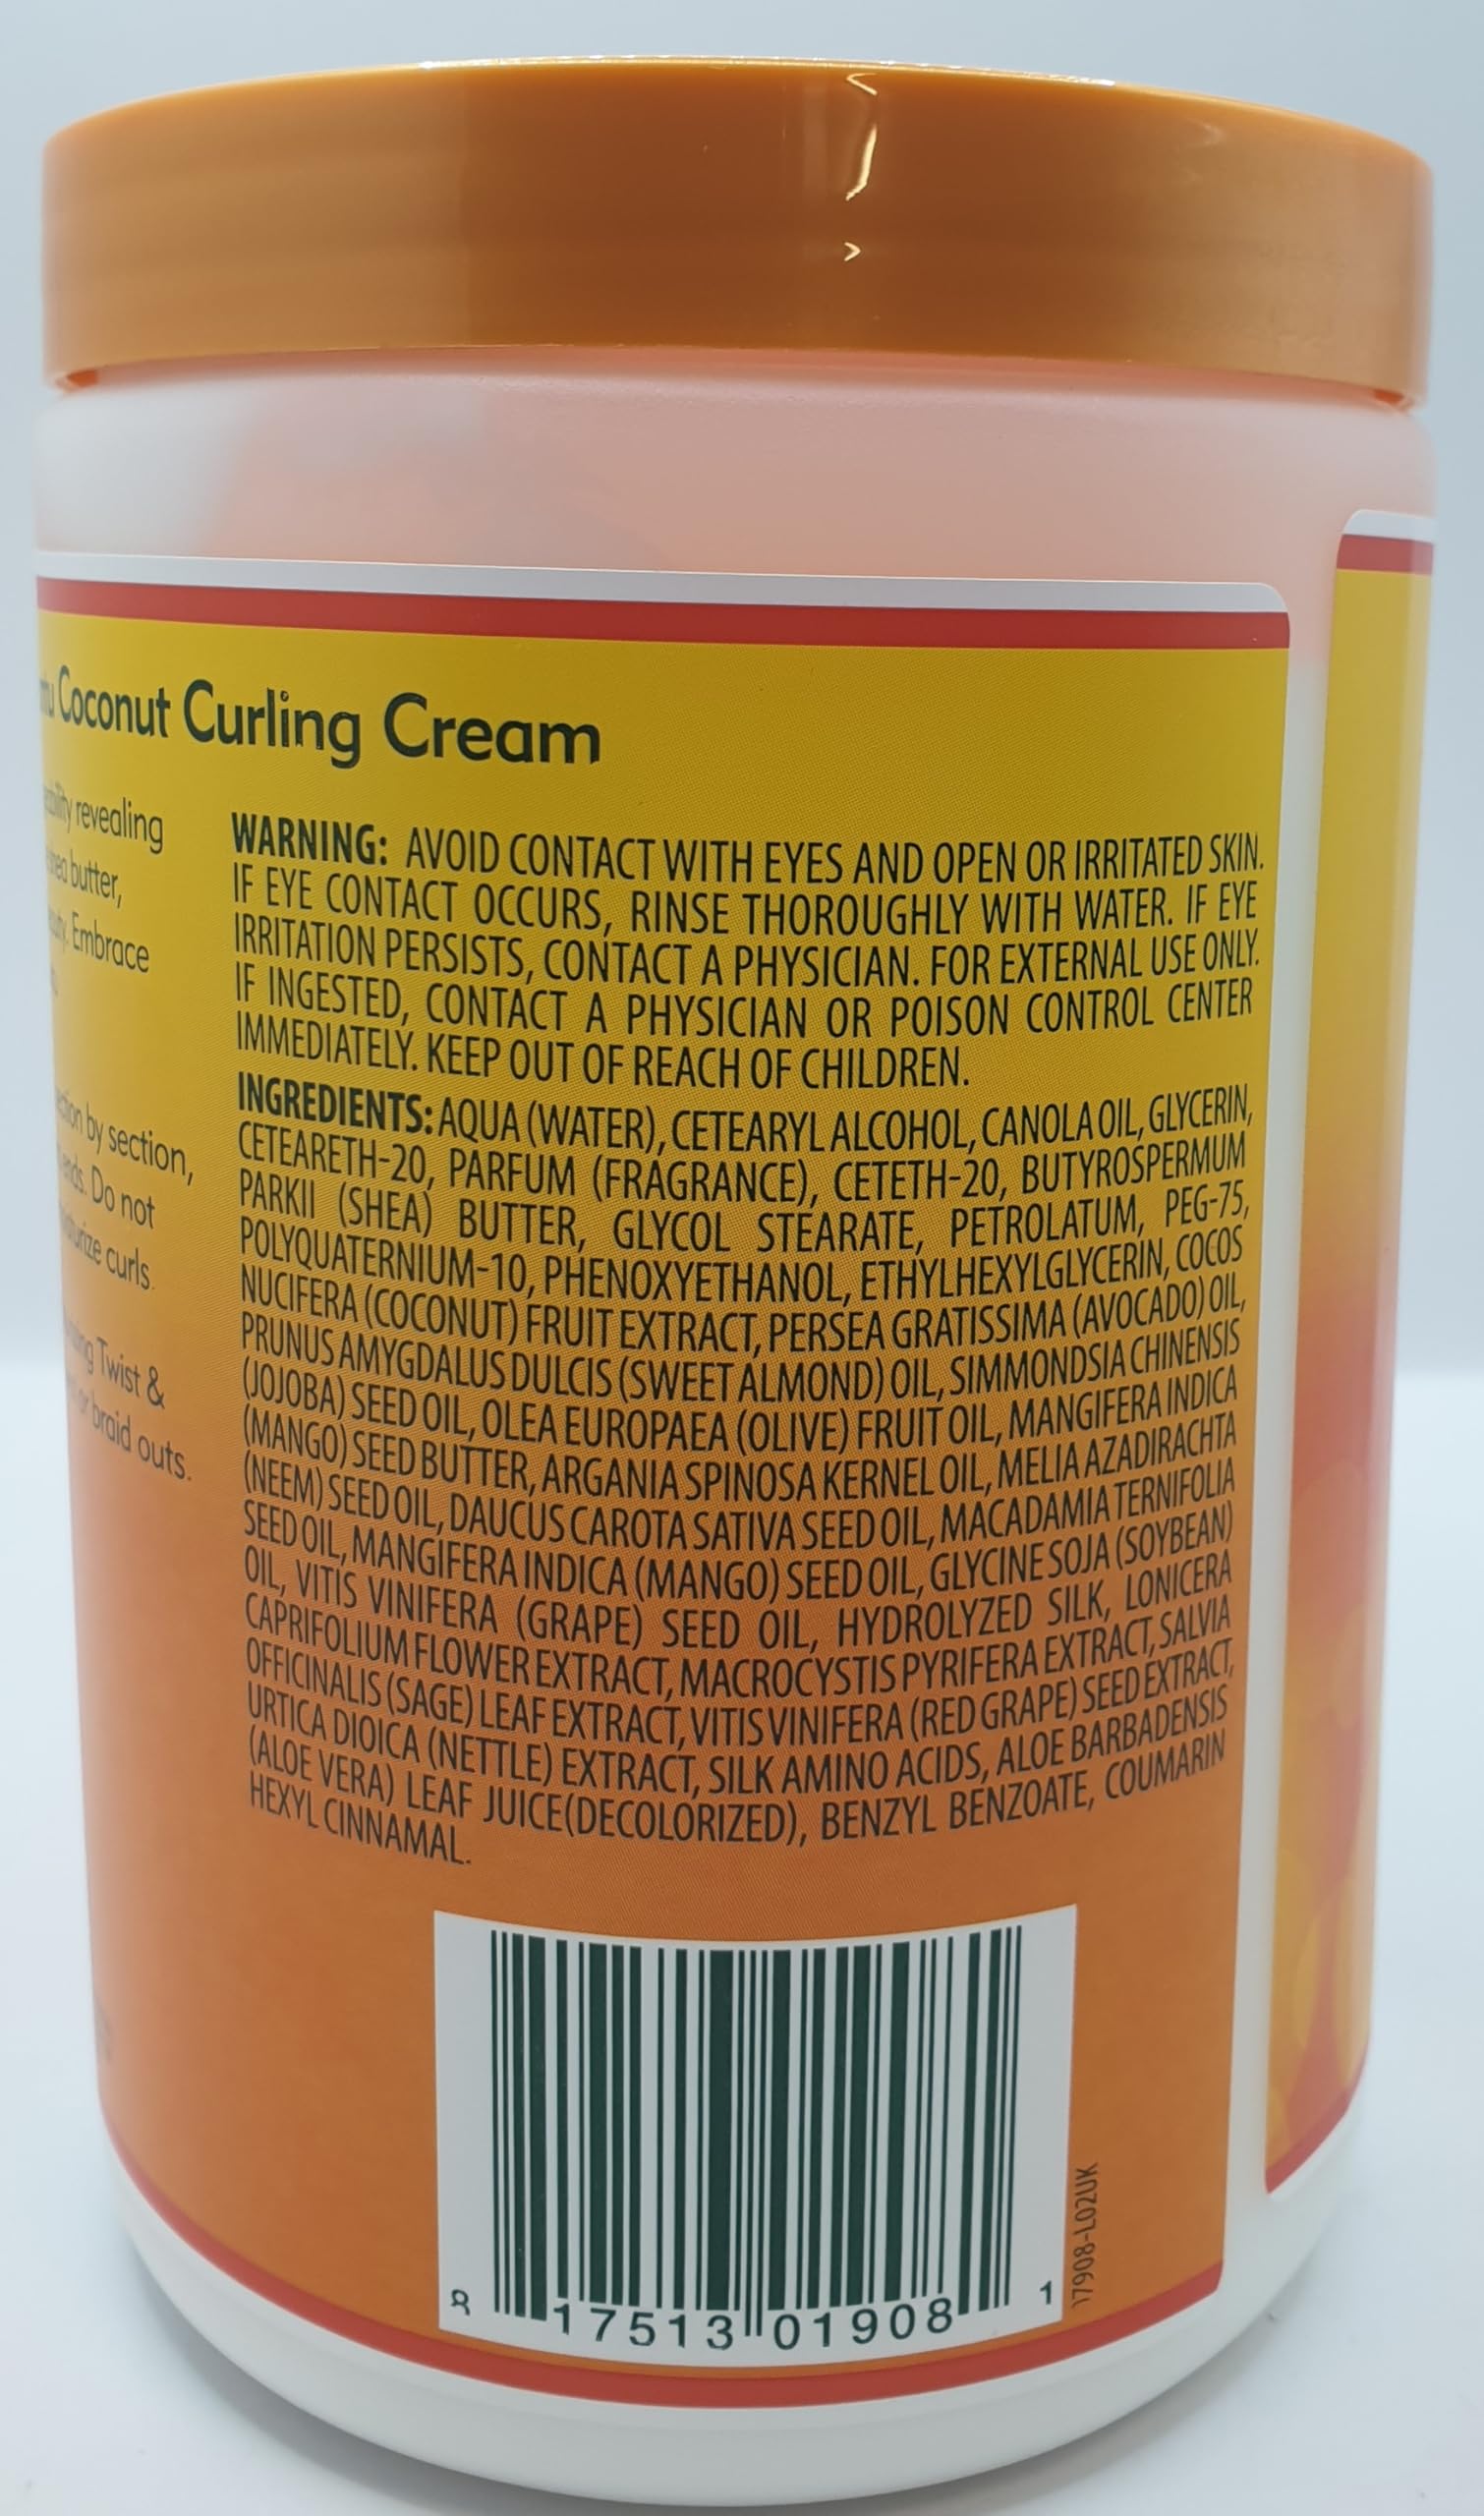 Coconut Curling Cream
revealing
butter,
Embrace
by section,
Do not
curls.
Twist &
or braid outs.
WARNING: AVOID CONTACT WITH EYES AND OPEN OR IRRITATED SKIN.
IF EYE CONTACT OCCURS, RINSE THOROUGHLY WITH WATER. IF EYE
IRRITATION PERSISTS, CONTACT A PHYSICIAN. FOR EXTERNAL USE ONLY.
IF INGESTED, CONTACT A PHYSICIAN OR POISON CONTROL CENTER
IMMEDIATELY. KEEP OUT OF REACH OF CHILDREN.
INGREDIENTS: AQUA (WATER), CETEARYL ALCOHOL, CANOLA OIL, GLYCERIN,
CETEARETH-20, PARFUM (FRAGRANCE), CETETH-20, BUTYROSPERMUM
PARKII (SHEA) BUTTER, GLYCOL STEARATE, PETROLATUM, PEG-75,
POLYQUATERNIUM-10, PHENOXYETHANOL, ETHYLHEXYLGLYCERIN, COCOS
NUCIFERA (COCONUT) FRUIT EXTRACT, PERSEA GRATISSIMA (AVOCADO) OIL,
PRUNUS AMYGDALUS DULCIS (SWEET ALMOND) OIL, SIMMONDSIA CHINENSIS
(JOJOBA) SEED OIL, OLEA EUROPAEA (OLIVE) FRUIT OIL, MANGIFERA INDICA
(MANGO) SEED BUTTER, ARGANIA SPINOSA KERNEL OIL, MELIA AZADIRACHTA
(NEEM) SEED OIL, DAUCUS CAROTA SATIVA SEED OIL, MACADAMIA TERNIFOLIA
SEED OIL, MANGIFERA INDICA (MANGO) SEED OIL, GLYCINE SOJA (SOYBEAN)
OIL, VITIS VINIFERA (GRAPE) SEED OIL, HYDROLYZED SILK, LONICERA
CAPRIFOLIUM FLOWER EXTRACT, MACROCYSTIS PYRIFERA EXTRACT, SALVIA
OFFICINALIS (SAGE) LEAF EXTRACT, VITIS VINIFERA (RED GRAPE) SEED EXTRACT,
URTICA DIOICA (NETTLE) EXTRACT, SILK AMINO ACIDS, ALOE BARBADENSIS
(ALOE VERA) LEAF JUICE(DECOLORIZED), BENZYL BENZOATE, COUMARIN
HEXYL CINNAMAL.
8 17513 01908 1
17908-L02UK